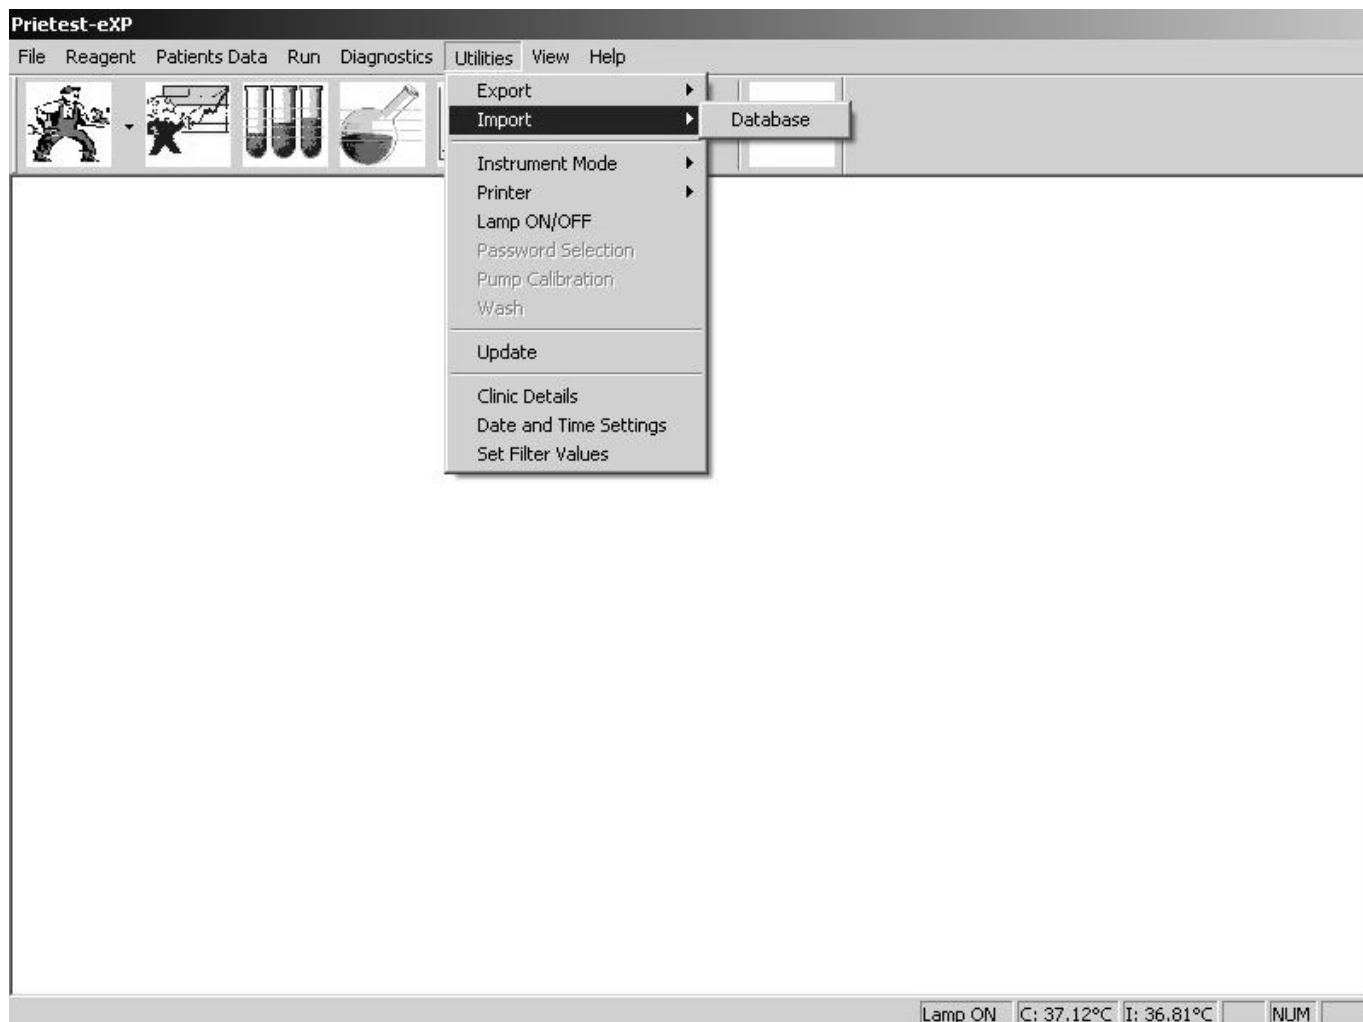 Prietest-eXP
File Reagent Patients Data Run Diagnostics Utilities View Help
Export
Import
Database
Instrument Mode
Printer
Lamp ON/OFF
Password Selection
Pump Calibration
Wash
Update
Clinic Details
Date and Time Settings
Set Filter Values
Lamp ON C: 37.12°C I: 36.81°C NUM